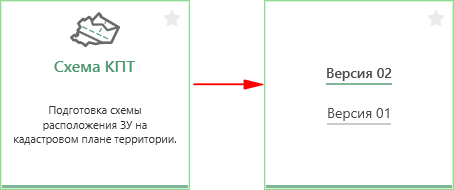 Схема КПТ
Подготовка схемы
расположения ЗУ на
кадастровом плане территории.
Версия 02
Версия 01